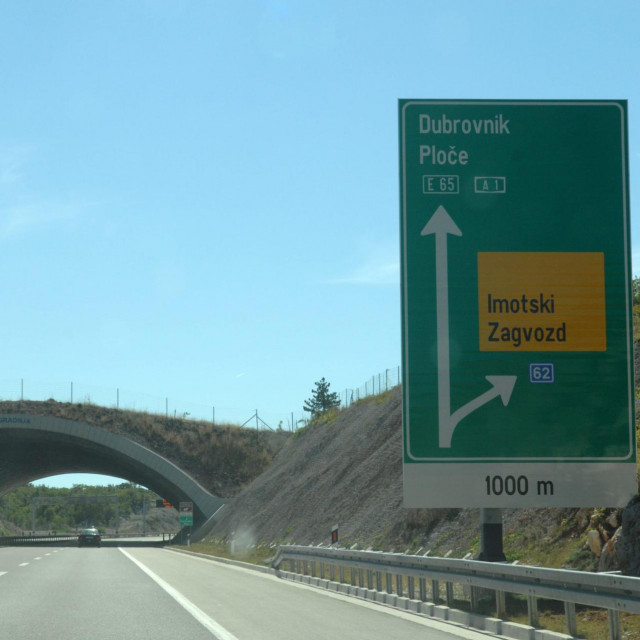 Dubrovnik
Ploče
E 65 A 1
Imotski
Zagvozd
62
1000 m